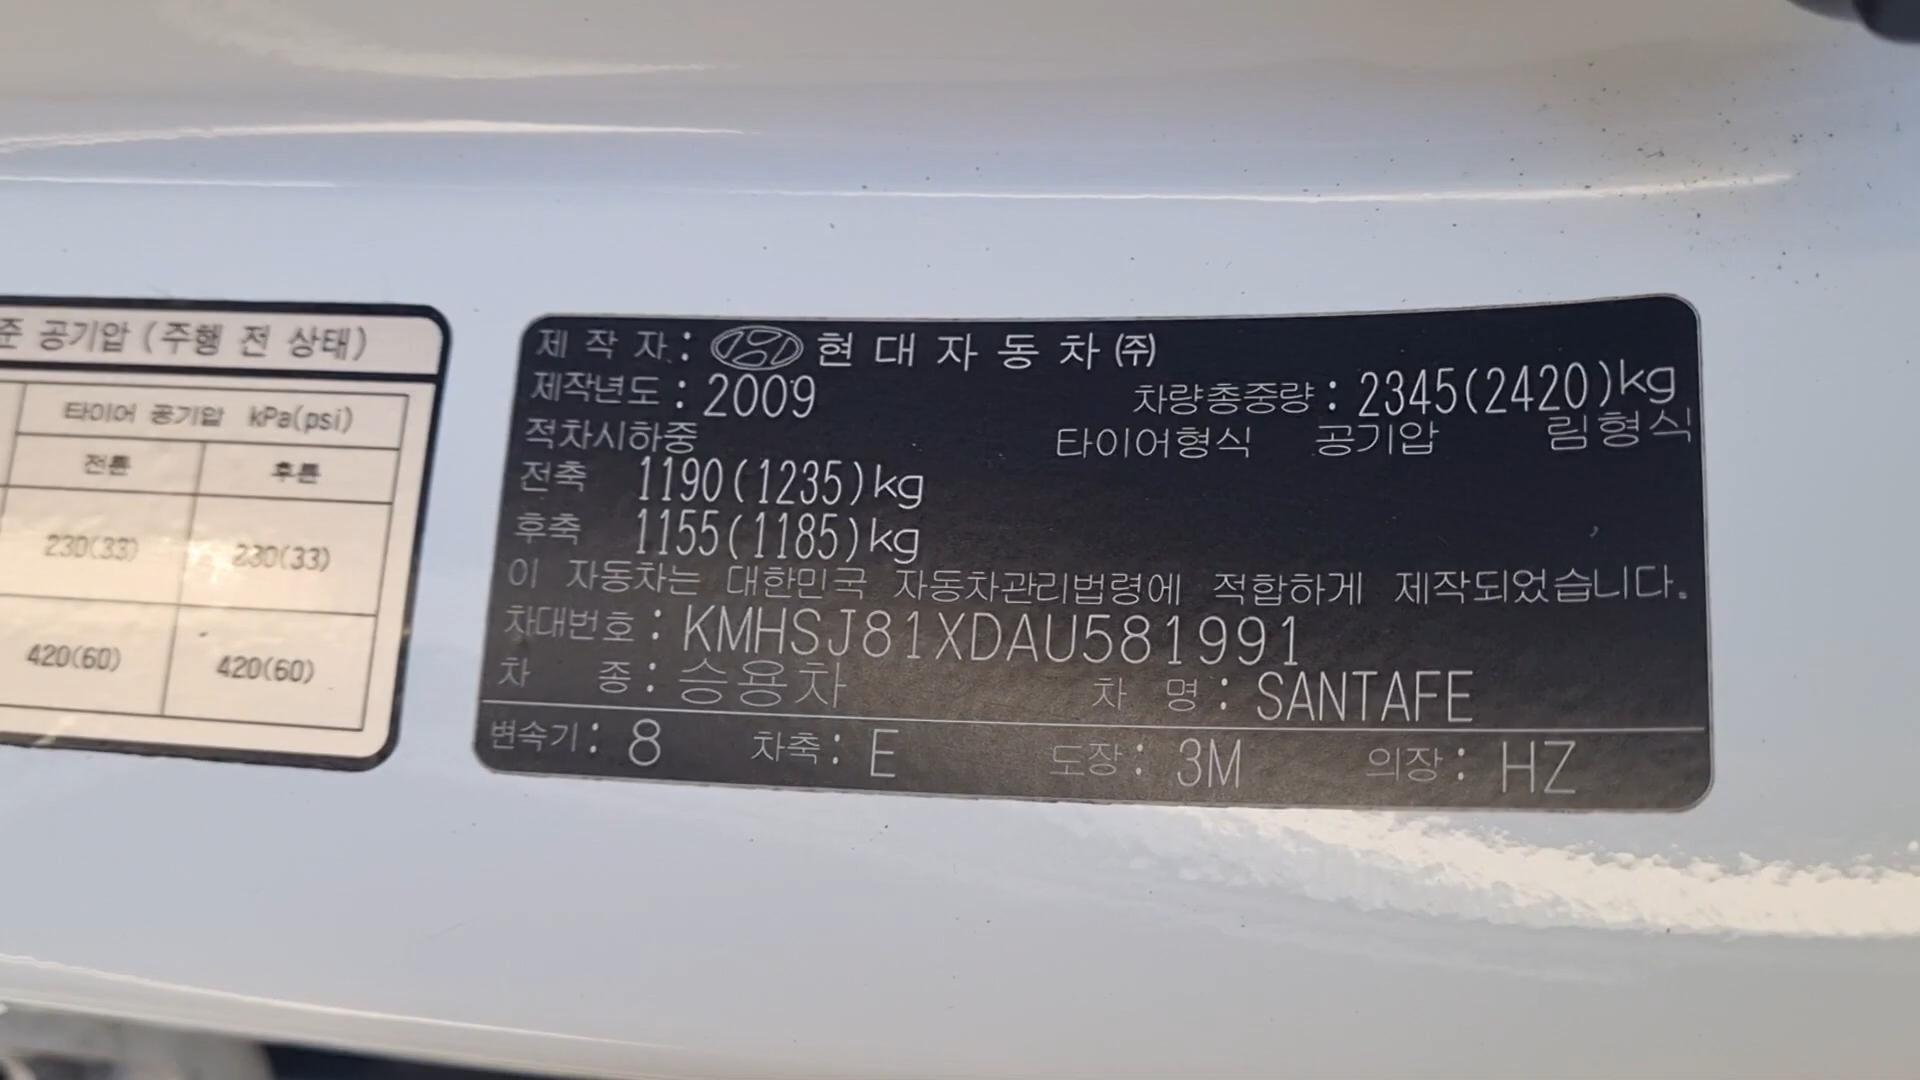 준 공기압 (주행 전 상태)
타이어 공기압 kPa(psi)
전륜 후륜
230(33) 230(33)
420(60) 420(60)
제 작 자 : 현 대 자 동 차 ㈜
제작년도 : 2009 차량총중량 : 2345(2420)kg
적차시하중 타이어형식 공기압 림형식
전축 1190(1235)kg
후축 1155(1185)kg
이 자동차는 대한민국 자동차관리법령에 적합하게 제작되었습니다.
차대번호 : KMHSJ81XDAU581991
차 종 : 승용차 차 명 : SANTAFE
변속기 : 8 차축 : E 도장 : 3M 의장 : HZ